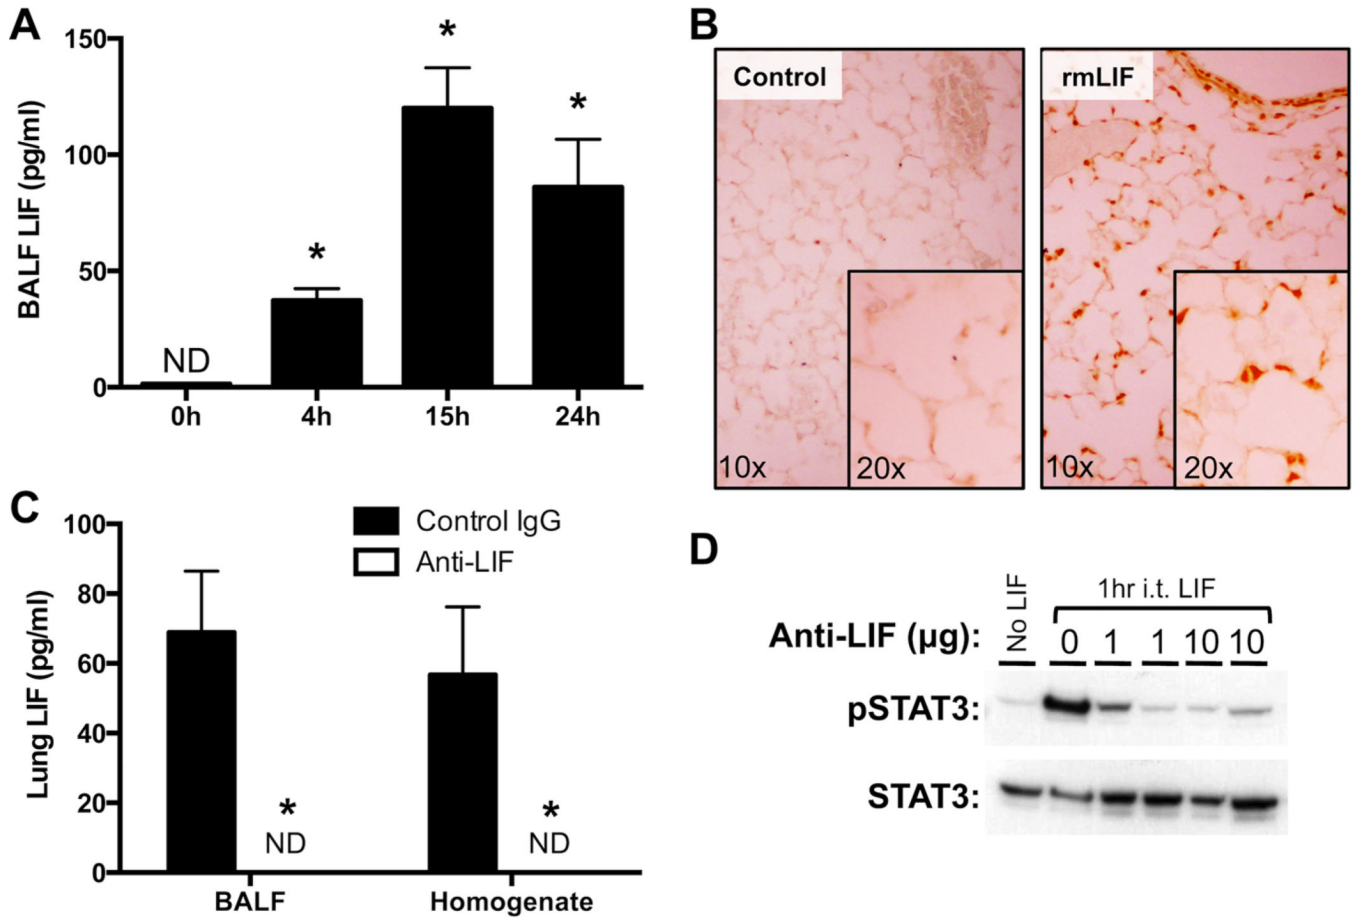 A
BALF LIF (pg/ml)
150
100
50
0
ND
*
*
*
0h
4h
15h
24h
B
Control
10x
20x
rmLIF
10x
20x
C
Lung LIF (pg/ml)
100
80
60
40
20
0
Control IgG
Anti-LIF
*
ND
*
ND
BALF
Homogenate
D
No LIF
1hr i.t. LIF
Anti-LIF (µg): 0 1 1 10 10
pSTAT3:
STAT3: